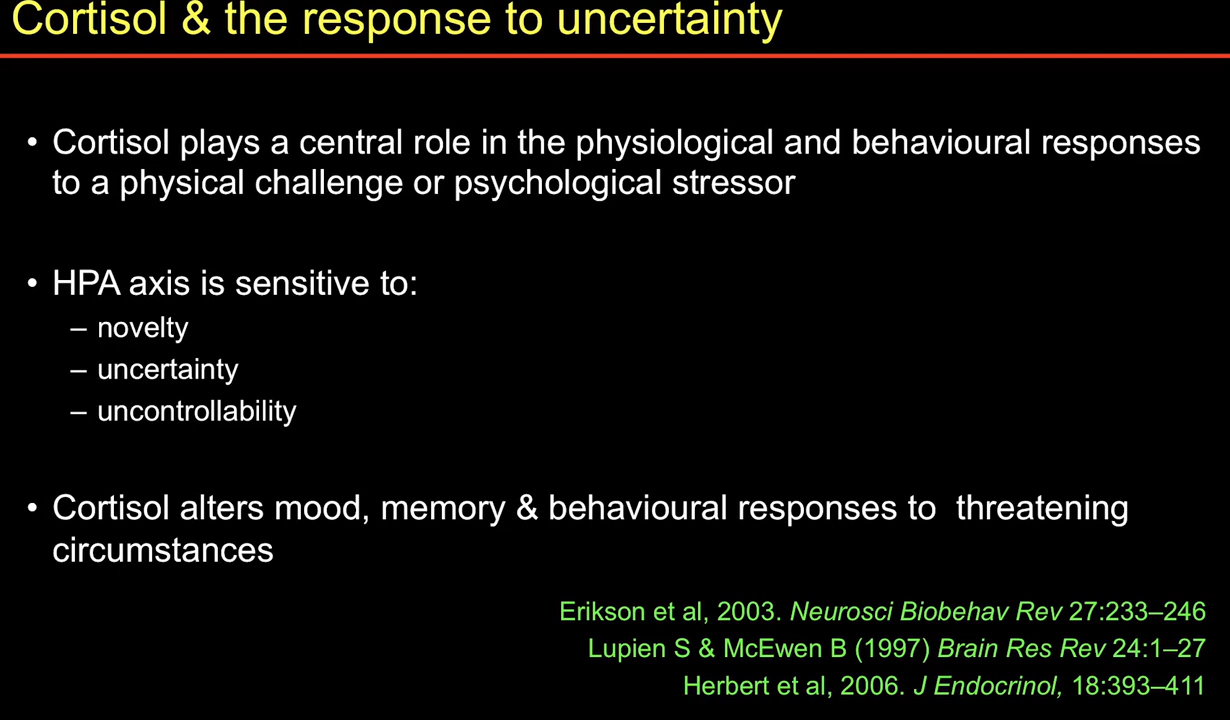 Cortisol & the response to uncertainty
• Cortisol plays a central role in the physiological and behavioural responses
to a physical challenge or psychological stressor
• HPA axis is sensitive to:
– novelty
– uncertainty
– uncontrollability
• Cortisol alters mood, memory & behavioural responses to  threatening
circumstances
Erikson et al, 2003. Neurosci Biobehav Rev 27:233–246
Lupien S & McEwen B (1997) Brain Res Rev 24:1–27
Herbert et al, 2006. J Endocrinol, 18:393–411